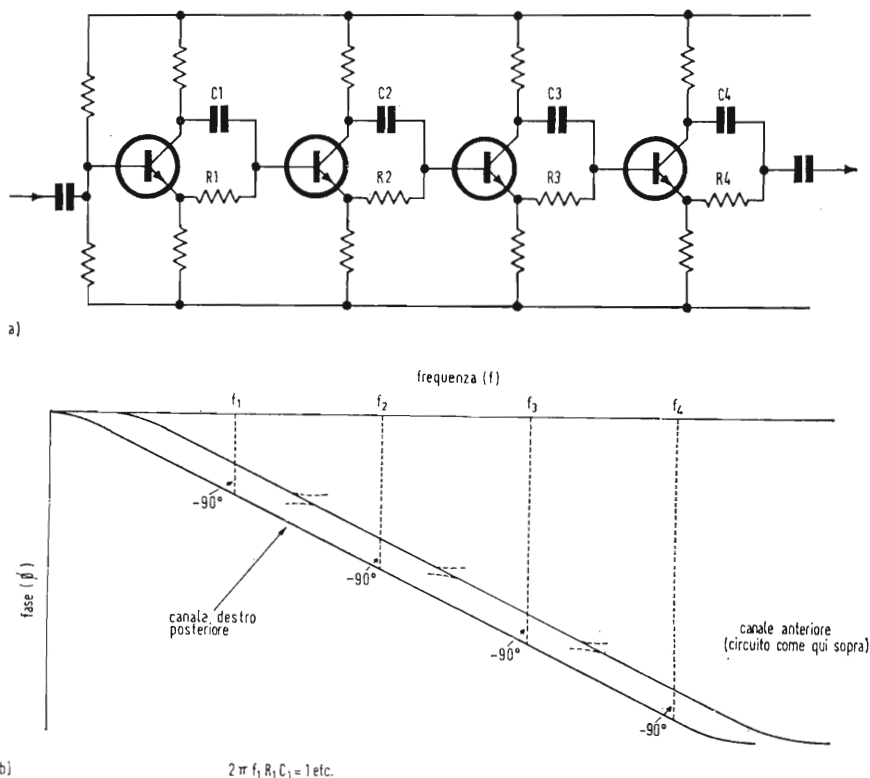 C1
C2
C3
C4
R1
R2
R3
R4
a)
frequenza (f)
f₁
f₂
f₃
f₄
-90°
-90°
-90°
-90°
fase (ϕ)
canale destro
posteriore
canale anteriore
(circuito come qui sopra)
b)
2 π f₁ R₁ C₁ = 1 etc.